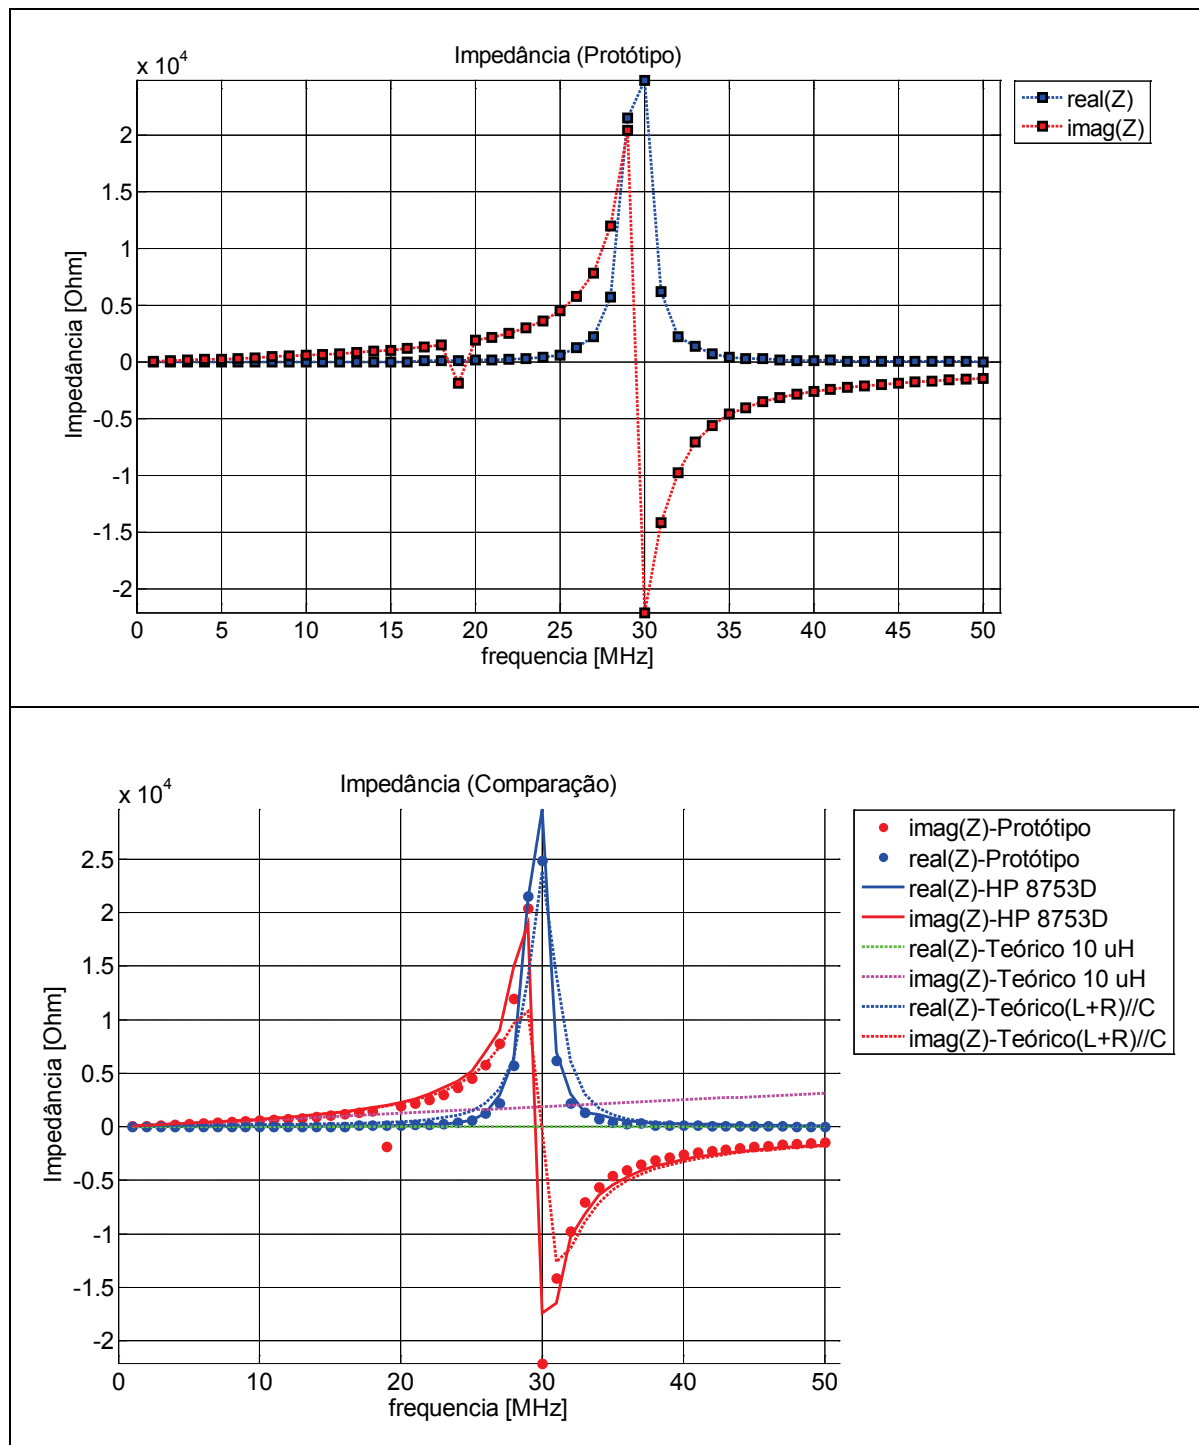 Impedância (Protótipo)
x 10^4
real(Z)
imag(Z)
2
1.5
1
0.5
0
-0.5
-1
-1.5
-2
Impedância [Ohm]
0 5 10 15 20 25 30 35 40 45 50
frequencia [MHz]
Impedância (Comparação)
x 10^4
imag(Z)-Protótipo
real(Z)-Protótipo
real(Z)-HP 8753D
imag(Z)-HP 8753D
real(Z)-Teórico 10 uH
imag(Z)-Teórico 10 uH
real(Z)-Teórico(L+R)//C
imag(Z)-Teórico(L+R)//C
2.5
2
1.5
1
0.5
0
-0.5
-1
-1.5
-2
Impedância [Ohm]
0 10 20 30 40 50
frequencia [MHz]